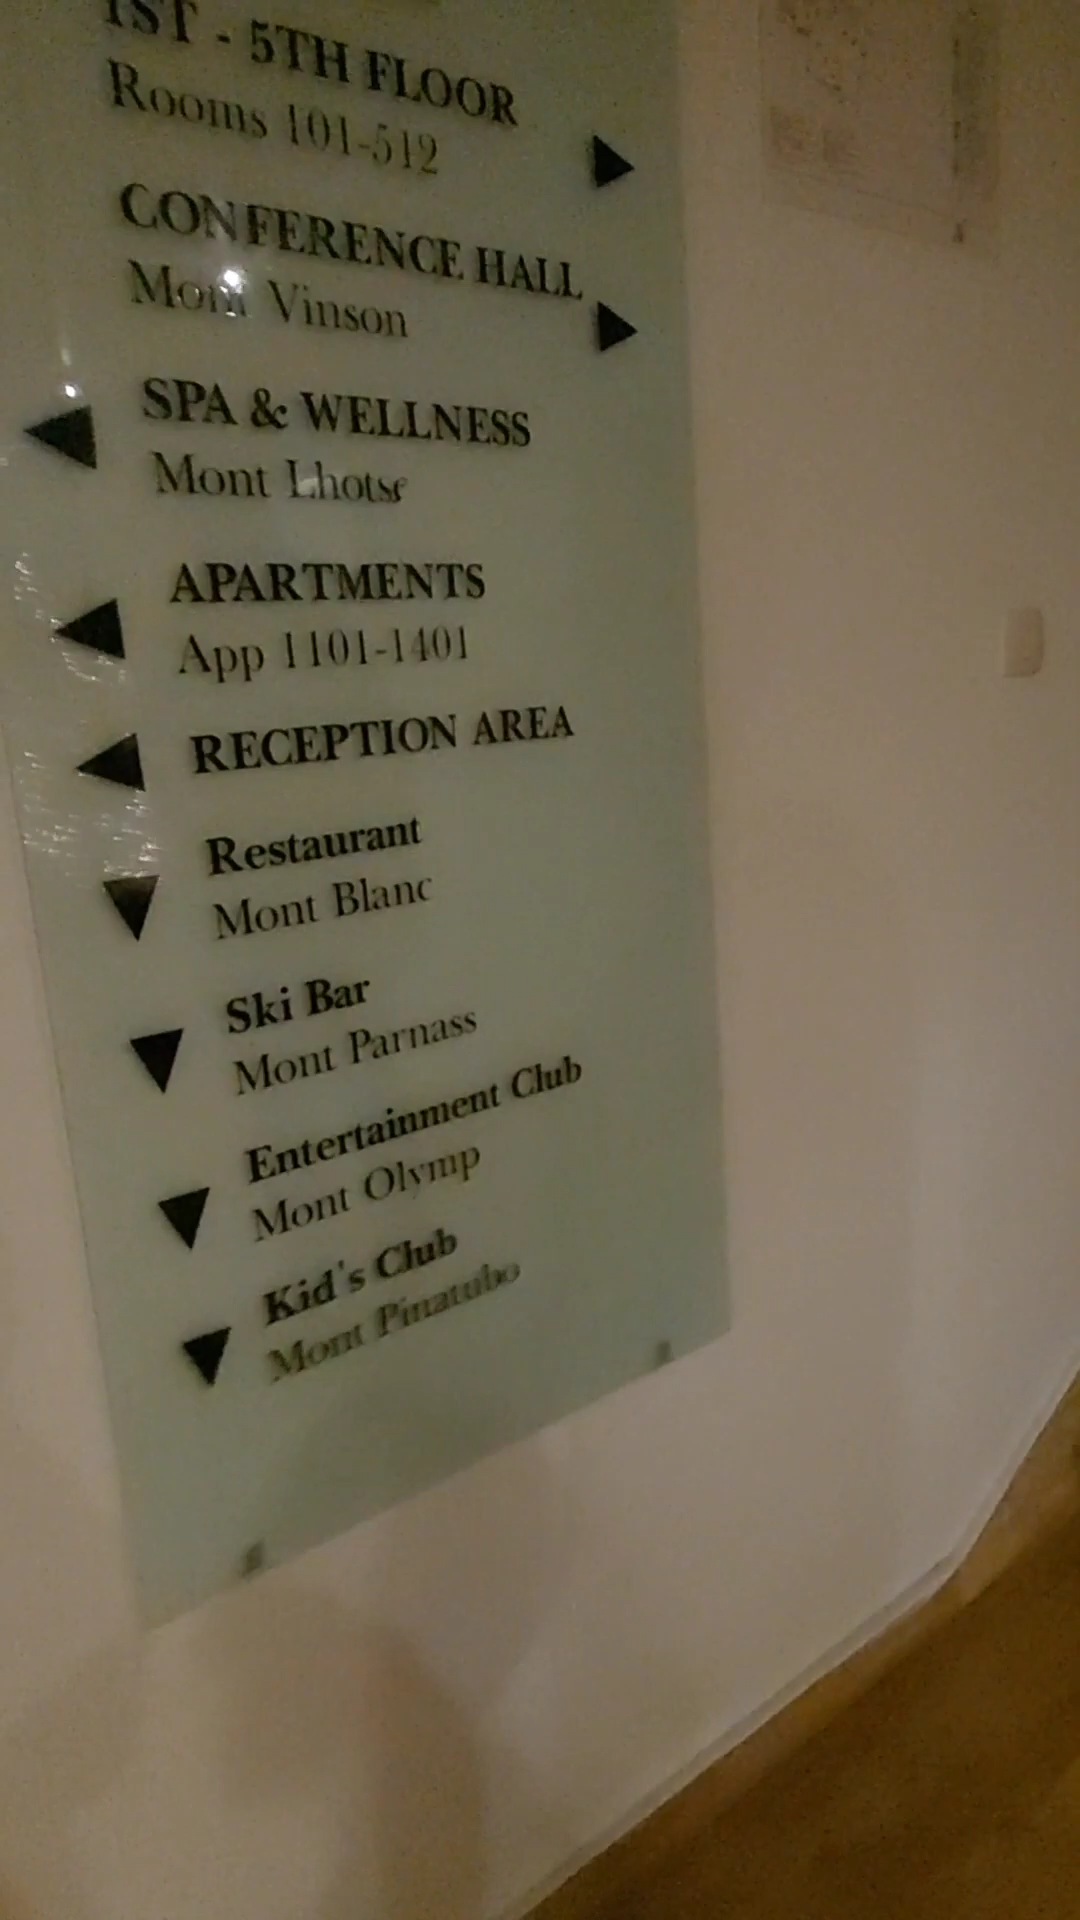 1ST - 5TH FLOOR
Rooms 101-512
CONFERENCE HALL
Mont Vinson
SPA & WELLNESS
Mont Lhotse
APARTMENTS
App 1101-1401
RECEPTION AREA
Restaurant
Mont Blanc
Ski Bar
Mont Parnass
Entertainment Club
Mont Olymp
Kid's Club
Mont Pinatubo